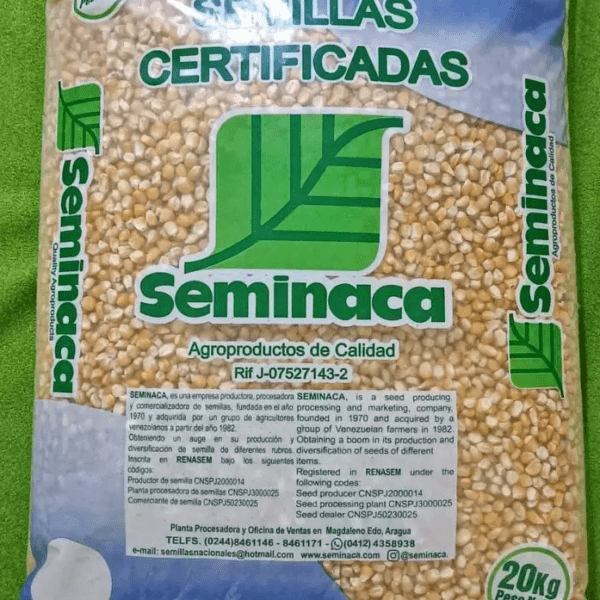 SEMILLAS
CERTIFICADAS
Seminaca
Quality Agroproducts
Seminaca
Agroproductos de Calidad
Seminaca
Agroproductos de Calidad
Rif J-07527143-2
SEMINACA, es una empresa productora, procesadora
y comercializadora de semillas, fundada en el año
1970 y adquirida por un grupo de agricultores
venezolanos a partir del año 1982.
Obteniendo un auge en su producción y
diversificación de semilla de diferentes rubros.
Inscrita en RENASEM bajo los siguientes
códigos:
Productor de semilla CNSPJ2000014
Planta procesadora de semillas CNSPJ3000025
Comerciante de semilla CNSPJ50230025
SEMINACA, is a seed producing,
processing and marketing, company,
founded in 1970 and acquired by a
group of Venezuelan farmers in 1982.
Obtaining a boom in its production and
diversification of seeds of different
items.
Registered in RENASEM under the
following codes:
Seed producer CNSPJ2000014
Seed processing plant CNSPJ3000025
Seed dealer CNSPJ50230025
Planta Procesadora y Oficina de Ventas en Magdaleno Edo, Aragua
TELFS. (0244)8461146 - 8461171 - (0412) 4358938
e-mail: semillasnacionales@hotmail.com www.seminaca.com @seminaca.
20Kg
Peso